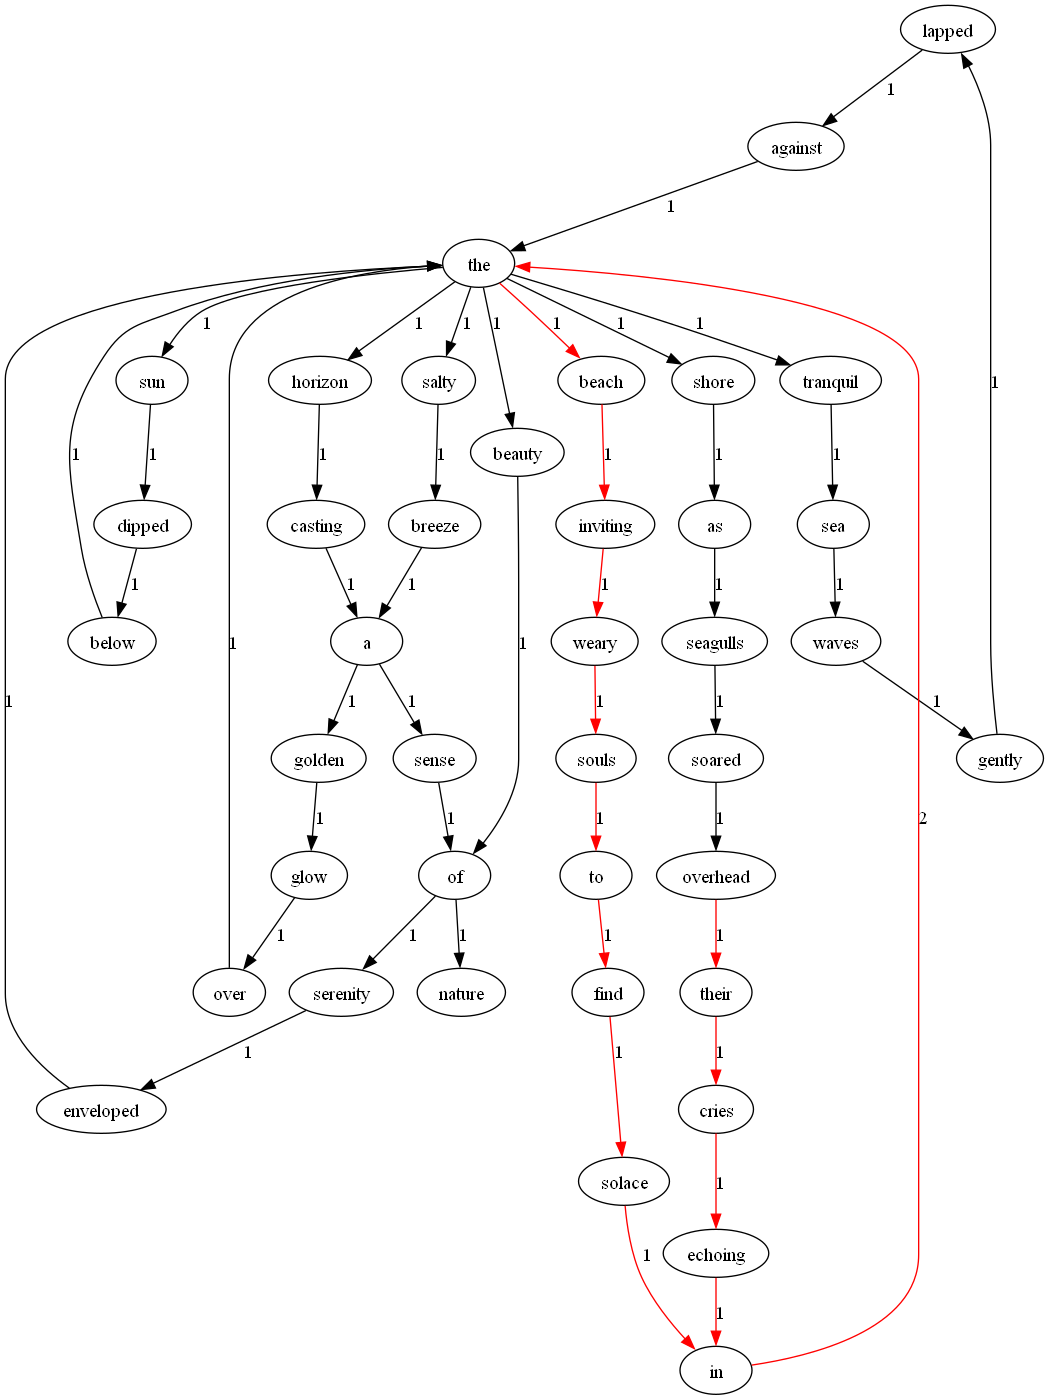 lapped
1
against
1
the
1 1 1 1 1 1 1
sun horizon salty beach shore tranquil
1
beauty
1 1 1 1 1 1 1
dipped casting breeze inviting as sea
1 1 1 1 1 1
below a weary seagulls waves
1 1
1 1 1 1 1 1
golden sense souls soared gently
1 1 1 1 2
glow of to overhead
1 1 1 1 1
over serenity nature find their
1 1 1
enveloped cries
1
solace
1 1
echoing
1
in